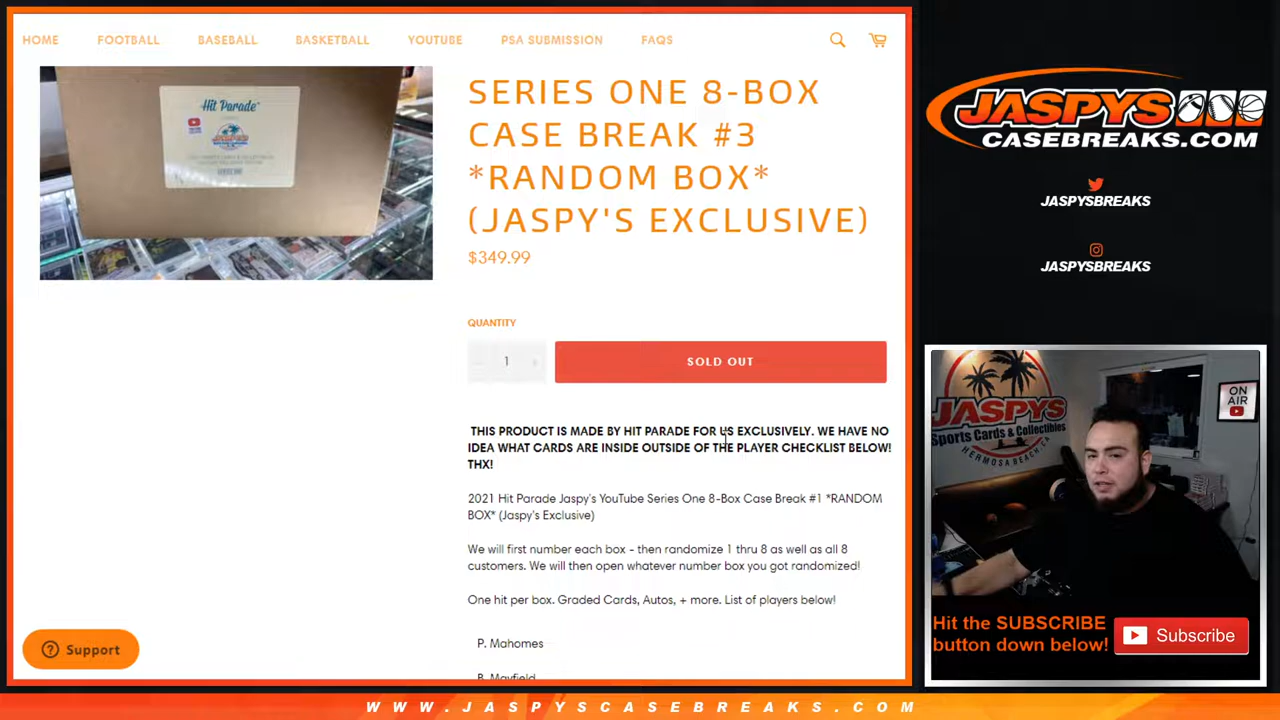 HOME FOOTBALL BASEBALL BASKETBALL YOUTUBE PSA SUBMISSION FAQS
Hit Parade
SERIES ONE 8-BOX
CASE BREAK #3
*RANDOM BOX*
(JASPY'S EXCLUSIVE)
$349.99
QUANTITY
1
SOLD OUT
THIS PRODUCT IS MADE BY HIT PARADE FOR US EXCLUSIVELY. WE HAVE NO
IDEA WHAT CARDS ARE INSIDE OUTSIDE OF THE PLAYER CHECKLIST BELOW!
THX!
2021 Hit Parade Jaspy's YouTube Series One 8-Box Case Break #1 *RANDOM
BOX* (Jaspy's Exclusive)
We will first number each box - then randomize 1 thru 8 as well as all 8
customers. We will then open whatever number box you got randomized!
One hit per box. Graded Cards, Autos, + more. List of players below!
P. Mahomes
B. Mayfield
Support
JASPYS
CASEBREAKS.COM
JASPYSBREAKS
JASPYSBREAKS
JASPYS
Sports Cards & Collectibles
HERMOSA BEACH, CA
ON
AIR
Hit the SUBSCRIBE
button down below!
Subscribe
WWW.JASPYSCASEBREAKS.COM